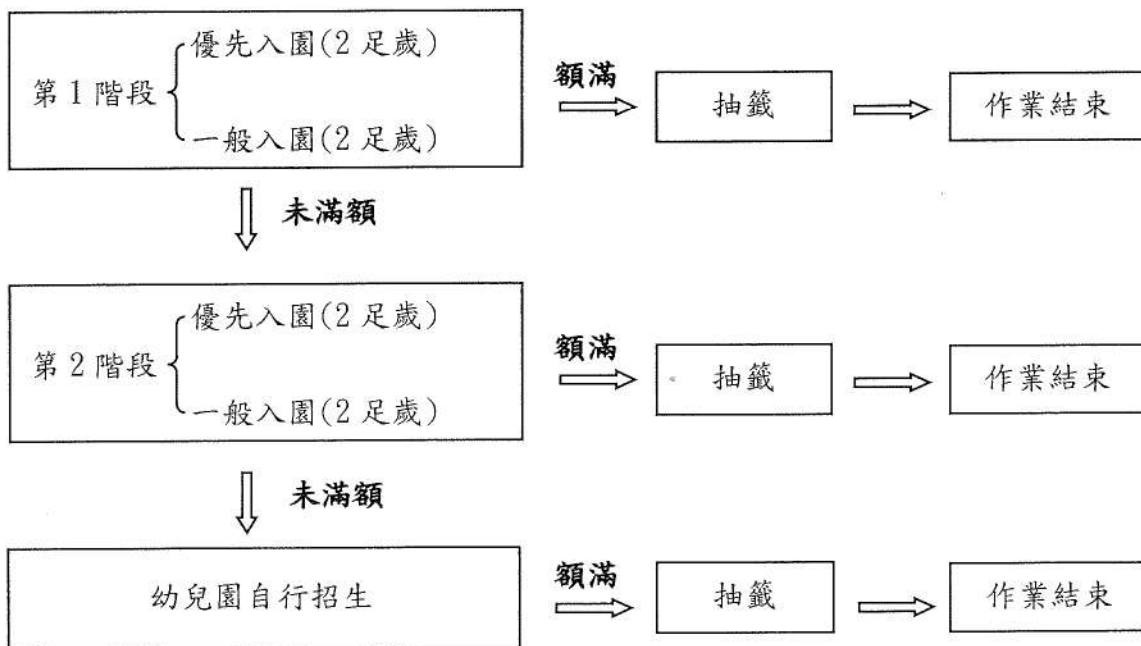 優先入園(2 足歲)
第 1 階段
一般入園(2 足歲)
額滿
抽籤
作業結束
未滿額
優先入園(2 足歲)
第 2 階段
一般入園(2 足歲)
額滿
抽籤
作業結束
未滿額
幼兒園自行招生
額滿
抽籤
作業結束